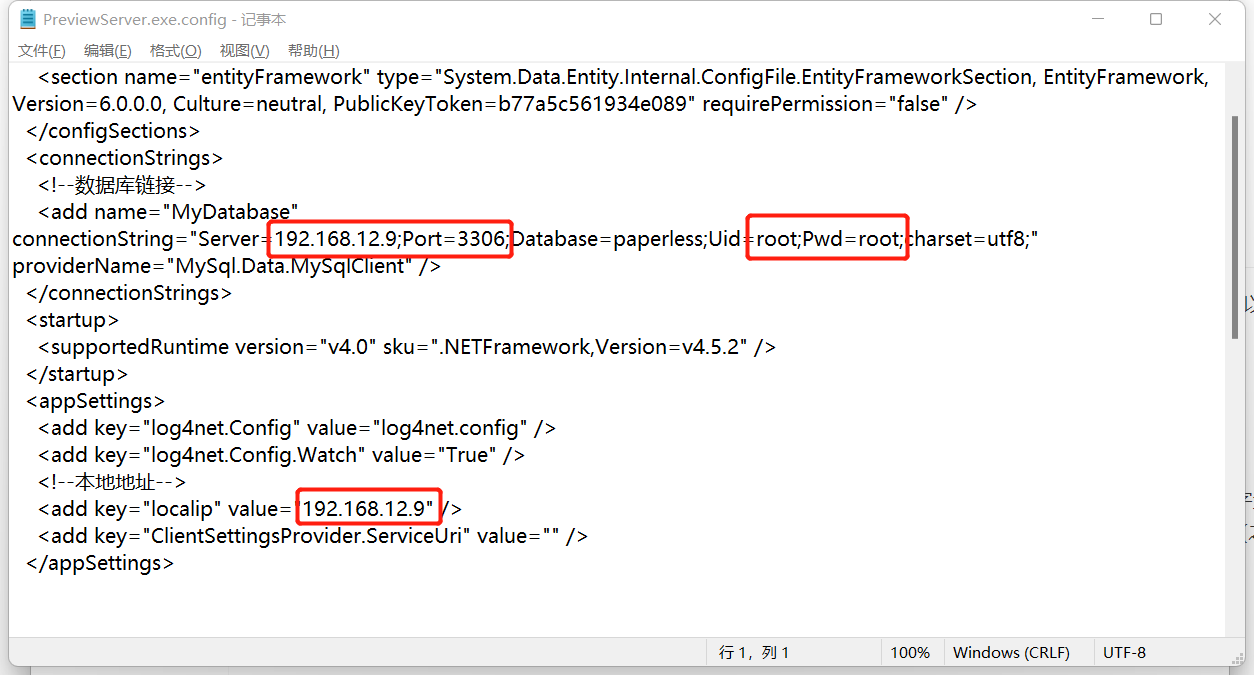 PreviewServer.exe.config - 记事本
文件(F) 编辑(E) 格式(O) 视图(V) 帮助(H)
<section name="entityFramework" type="System.Data.Entity.Internal.ConfigFile.EntityFrameworkSection, EntityFramework,
Version=6.0.0.0, Culture=neutral, PublicKeyToken=b77a5c561934e089" requirePermission="false" />
</configSections>
<connectionStrings>
<!--数据库链接-->
<add name="MyDatabase"
connectionString="Server=192.168.12.9;Port=3306;Database=paperless;Uid=root;Pwd=root;charset=utf8;"
providerName="MySql.Data.MySqlClient" />
</connectionStrings>
<startup>
<supportedRuntime version="v4.0" sku=".NETFramework,Version=v4.5.2" />
</startup>
<appSettings>
<add key="log4net.Config" value="log4net.config" />
<add key="log4net.Config.Watch" value="True" />
<!--本地地址-->
<add key="localip" value="192.168.12.9" />
<add key="ClientSettingsProvider.ServiceUri" value="" />
</appSettings>
行 1，列 1 100% Windows (CRLF) UTF-8